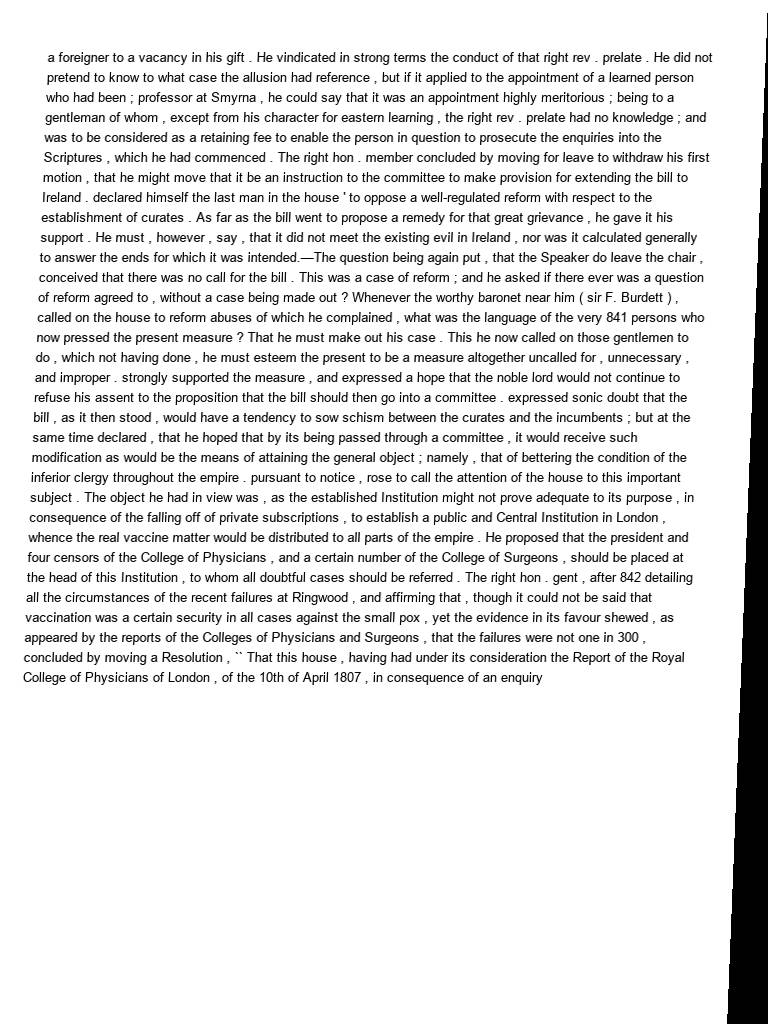 a foreigner to a vacancy in his gift . He vindicated in strong terms the conduct of that right rev . prelate . He did not
pretend to know to what case the allusion had reference , but if it applied to the appointment of a learned person
who had been ; professor at Smyrna , he could say that it was an appointment highly meritorious ; being to a
gentleman of whom , except from his character for eastern learning , the right rev . prelate had no knowledge ; and
was to be considered as a retaining fee to enable the person in question to prosecute the enquiries into the
Scriptures , which he had commenced . The right hon . member concluded by moving for leave to withdraw his first
motion , that he might move that it be an instruction to the committee to make provision for extending the bill to
Ireland . declared himself the last man in the house ' to oppose a well-regulated reform with respect to the
establishment of curates . As far as the bill went to propose a remedy for that great grievance , he gave it his
support . He must , however , say , that it did not meet the existing evil in Ireland , nor was it calculated generally
to answer the ends for which it was intended.—The question being again put , that the Speaker do leave the chair ,
conceived that there was no call for the bill . This was a case of reform ; and he asked if there ever was a question
of reform agreed to , without a case being made out ? Whenever the worthy baronet near him ( sir F. Burdett ) ,
called on the house to reform abuses of which he complained , what was the language of the very 841 persons who
now pressed the present measure ? That he must make out his case . This he now called on those gentlemen to
do , which not having done , he must esteem the present to be a measure altogether uncalled for , unnecessary ,
and improper . strongly supported the measure , and expressed a hope that the noble lord would not continue to
refuse his assent to the proposition that the bill should then go into a committee . expressed sonic doubt that the
bill , as it then stood , would have a tendency to sow schism between the curates and the incumbents ; but at the
same time declared , that he hoped that by its being passed through a committee , it would receive such
modification as would be the means of attaining the general object ; namely , that of bettering the condition of the
inferior clergy throughout the empire . pursuant to notice , rose to call the attention of the house to this important
subject . The object he had in view was , as the established Institution might not prove adequate to its purpose , in
consequence of the falling off of private subscriptions , to establish a public and Central Institution in London ,
whence the real vaccine matter would be distributed to all parts of the empire . He proposed that the president and
four censors of the College of Physicians , and a certain number of the College of Surgeons , should be placed at
the head of this Institution , to whom all doubtful cases should be referred . The right hon . gent , after 842 detailing
all the circumstances of the recent failures at Ringwood , and affirming that , though it could not be said that
vaccination was a certain security in all cases against the small pox , yet the evidence in its favour shewed , as
appeared by the reports of the Colleges of Physicians and Surgeons , that the failures were not one in 300 ,
concluded by moving a Resolution , `` That this house , having had under its consideration the Report of the Royal
College of Physicians of London , of the 10th of April 1807 , in consequence of an enquiry